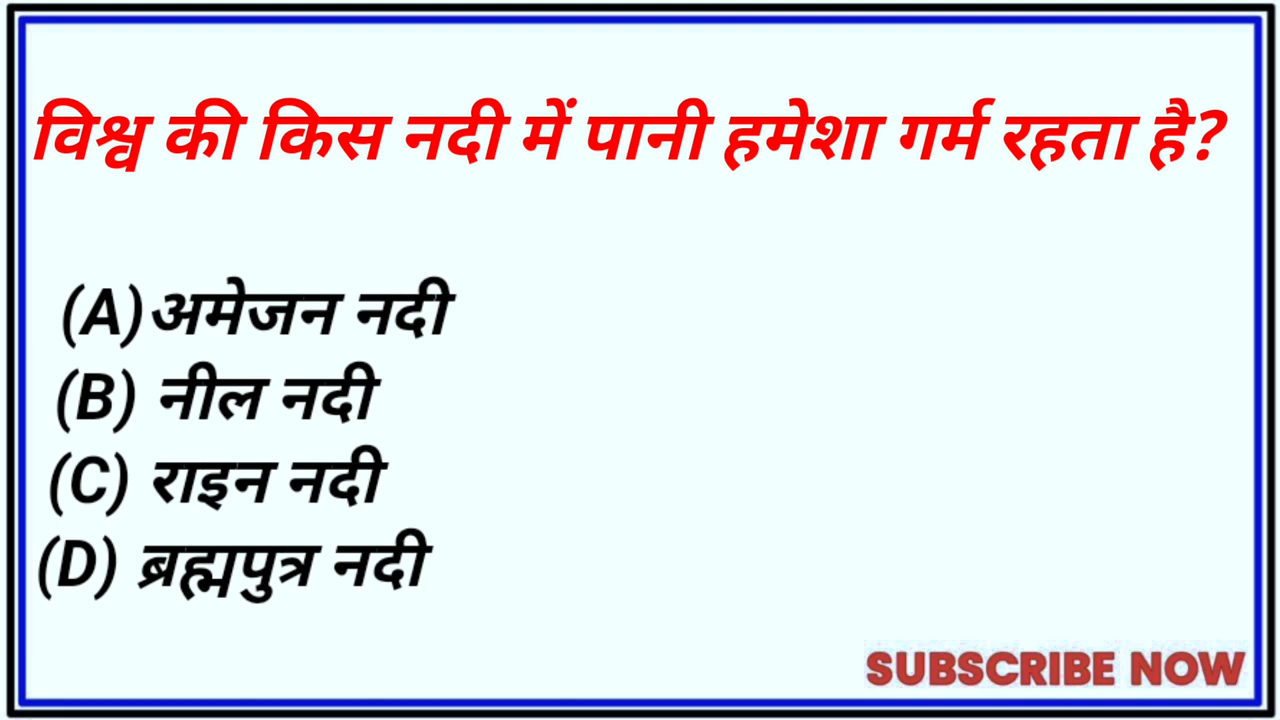 विश्व की किस नदी में पानी हमेशा गर्म रहता है?
(A)अमेजन नदी
(B) नील नदी
(C) राइन नदी
(D) ब्रह्मपुत्र नदी
SUBSCRIBE NOW